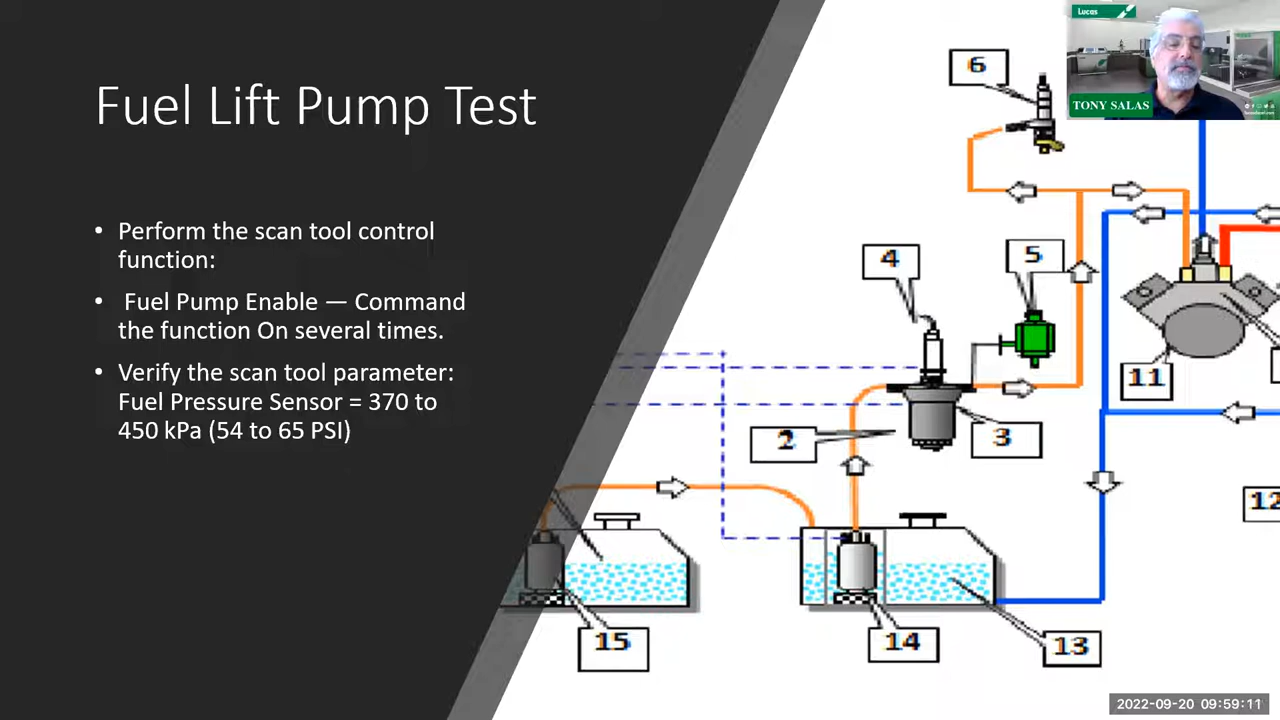 Fuel Lift Pump Test
• Perform the scan tool control
function:
• Fuel Pump Enable — Command
the function On several times.
• Verify the scan tool parameter:
Fuel Pressure Sensor = 370 to
450 kPa (54 to 65 PSI)
6
4
5
11
2
3
12
15
14
13
Lucas
TONY SALAS
2022-09-20 09:59:11